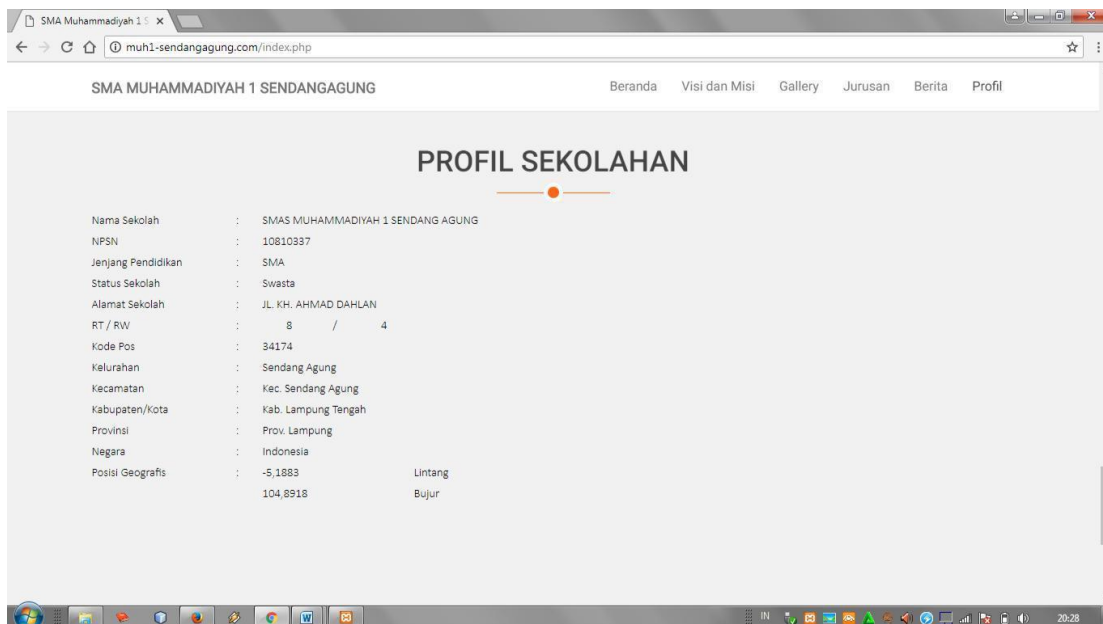 SMA Muhammadiyah 1 S
muh1-sendangagung.com/index.php
SMA MUHAMMADIYAH 1 SENDANGAGUNG Beranda Visi dan Misi Gallery Jurusan Berita Profil
PROFIL SEKOLAHAN
Nama Sekolah : SMAS MUHAMMADIYAH 1 SENDANG AGUNG
NPSN : 10810337
Jenjang Pendidikan : SMA
Status Sekolah : Swasta
Alamat Sekolah : JL. KH. AHMAD DAHLAN
RT / RW : 8 / 4
Kode Pos : 34174
Kelurahan : Sendang Agung
Kecamatan : Kec. Sendang Agung
Kabupaten/Kota : Kab. Lampung Tengah
Provinsi : Prov. Lampung
Negara : Indonesia
Posisi Geografis : -5,1883 Lintang
104,8918 Bujur
IN 20:28